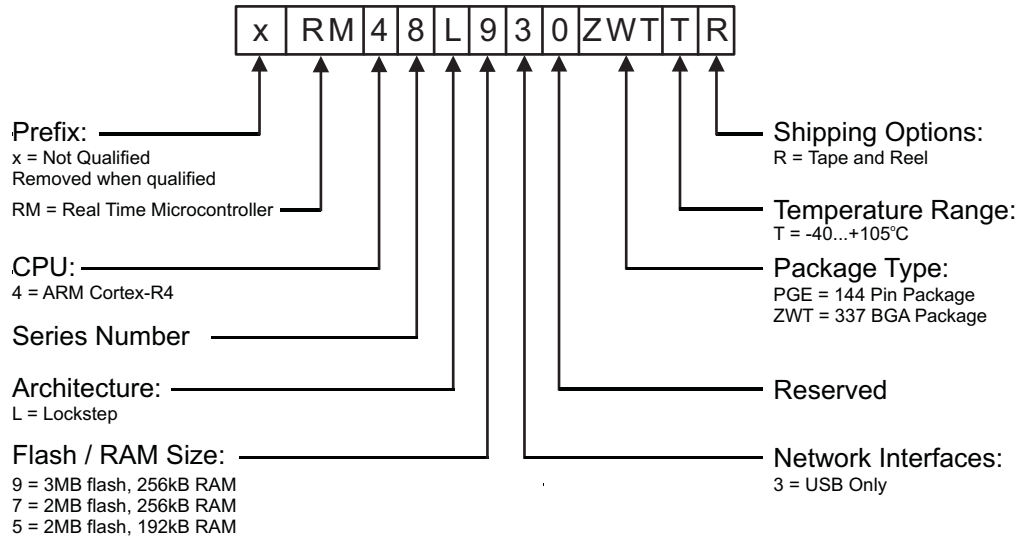 x RM 4 8 L 9 3 0 ZWT T R
Prefix:
x = Not Qualified
Removed when qualified
RM = Real Time Microcontroller
CPU:
4 = ARM Cortex-R4
Series Number
Architecture:
L = Lockstep
Flash / RAM Size:
9 = 3MB flash, 256kB RAM
7 = 2MB flash, 256kB RAM
5 = 2MB flash, 192kB RAM
Shipping Options:
R = Tape and Reel
Temperature Range:
T = -40...+105°C
Package Type:
PGE = 144 Pin Package
ZWT = 337 BGA Package
Reserved
Network Interfaces:
3 = USB Only